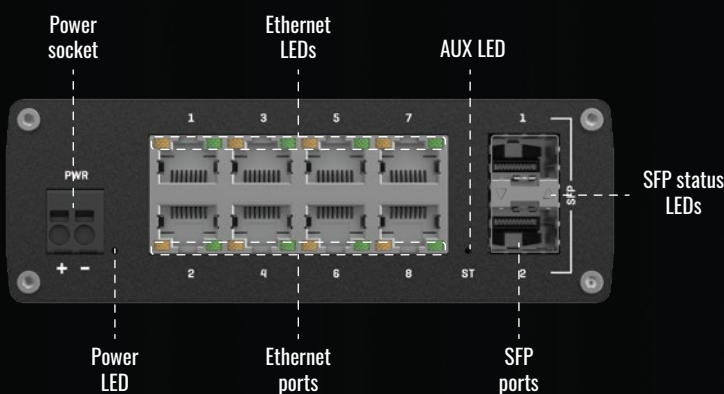 Power
socket
Ethernet
LEDs
AUX LED
1 3 5 7 1
PWR
SFP
SFP status
LEDs
+ -
2 4 6 8 ST 2
Power
LED
Ethernet
ports
SFP
ports